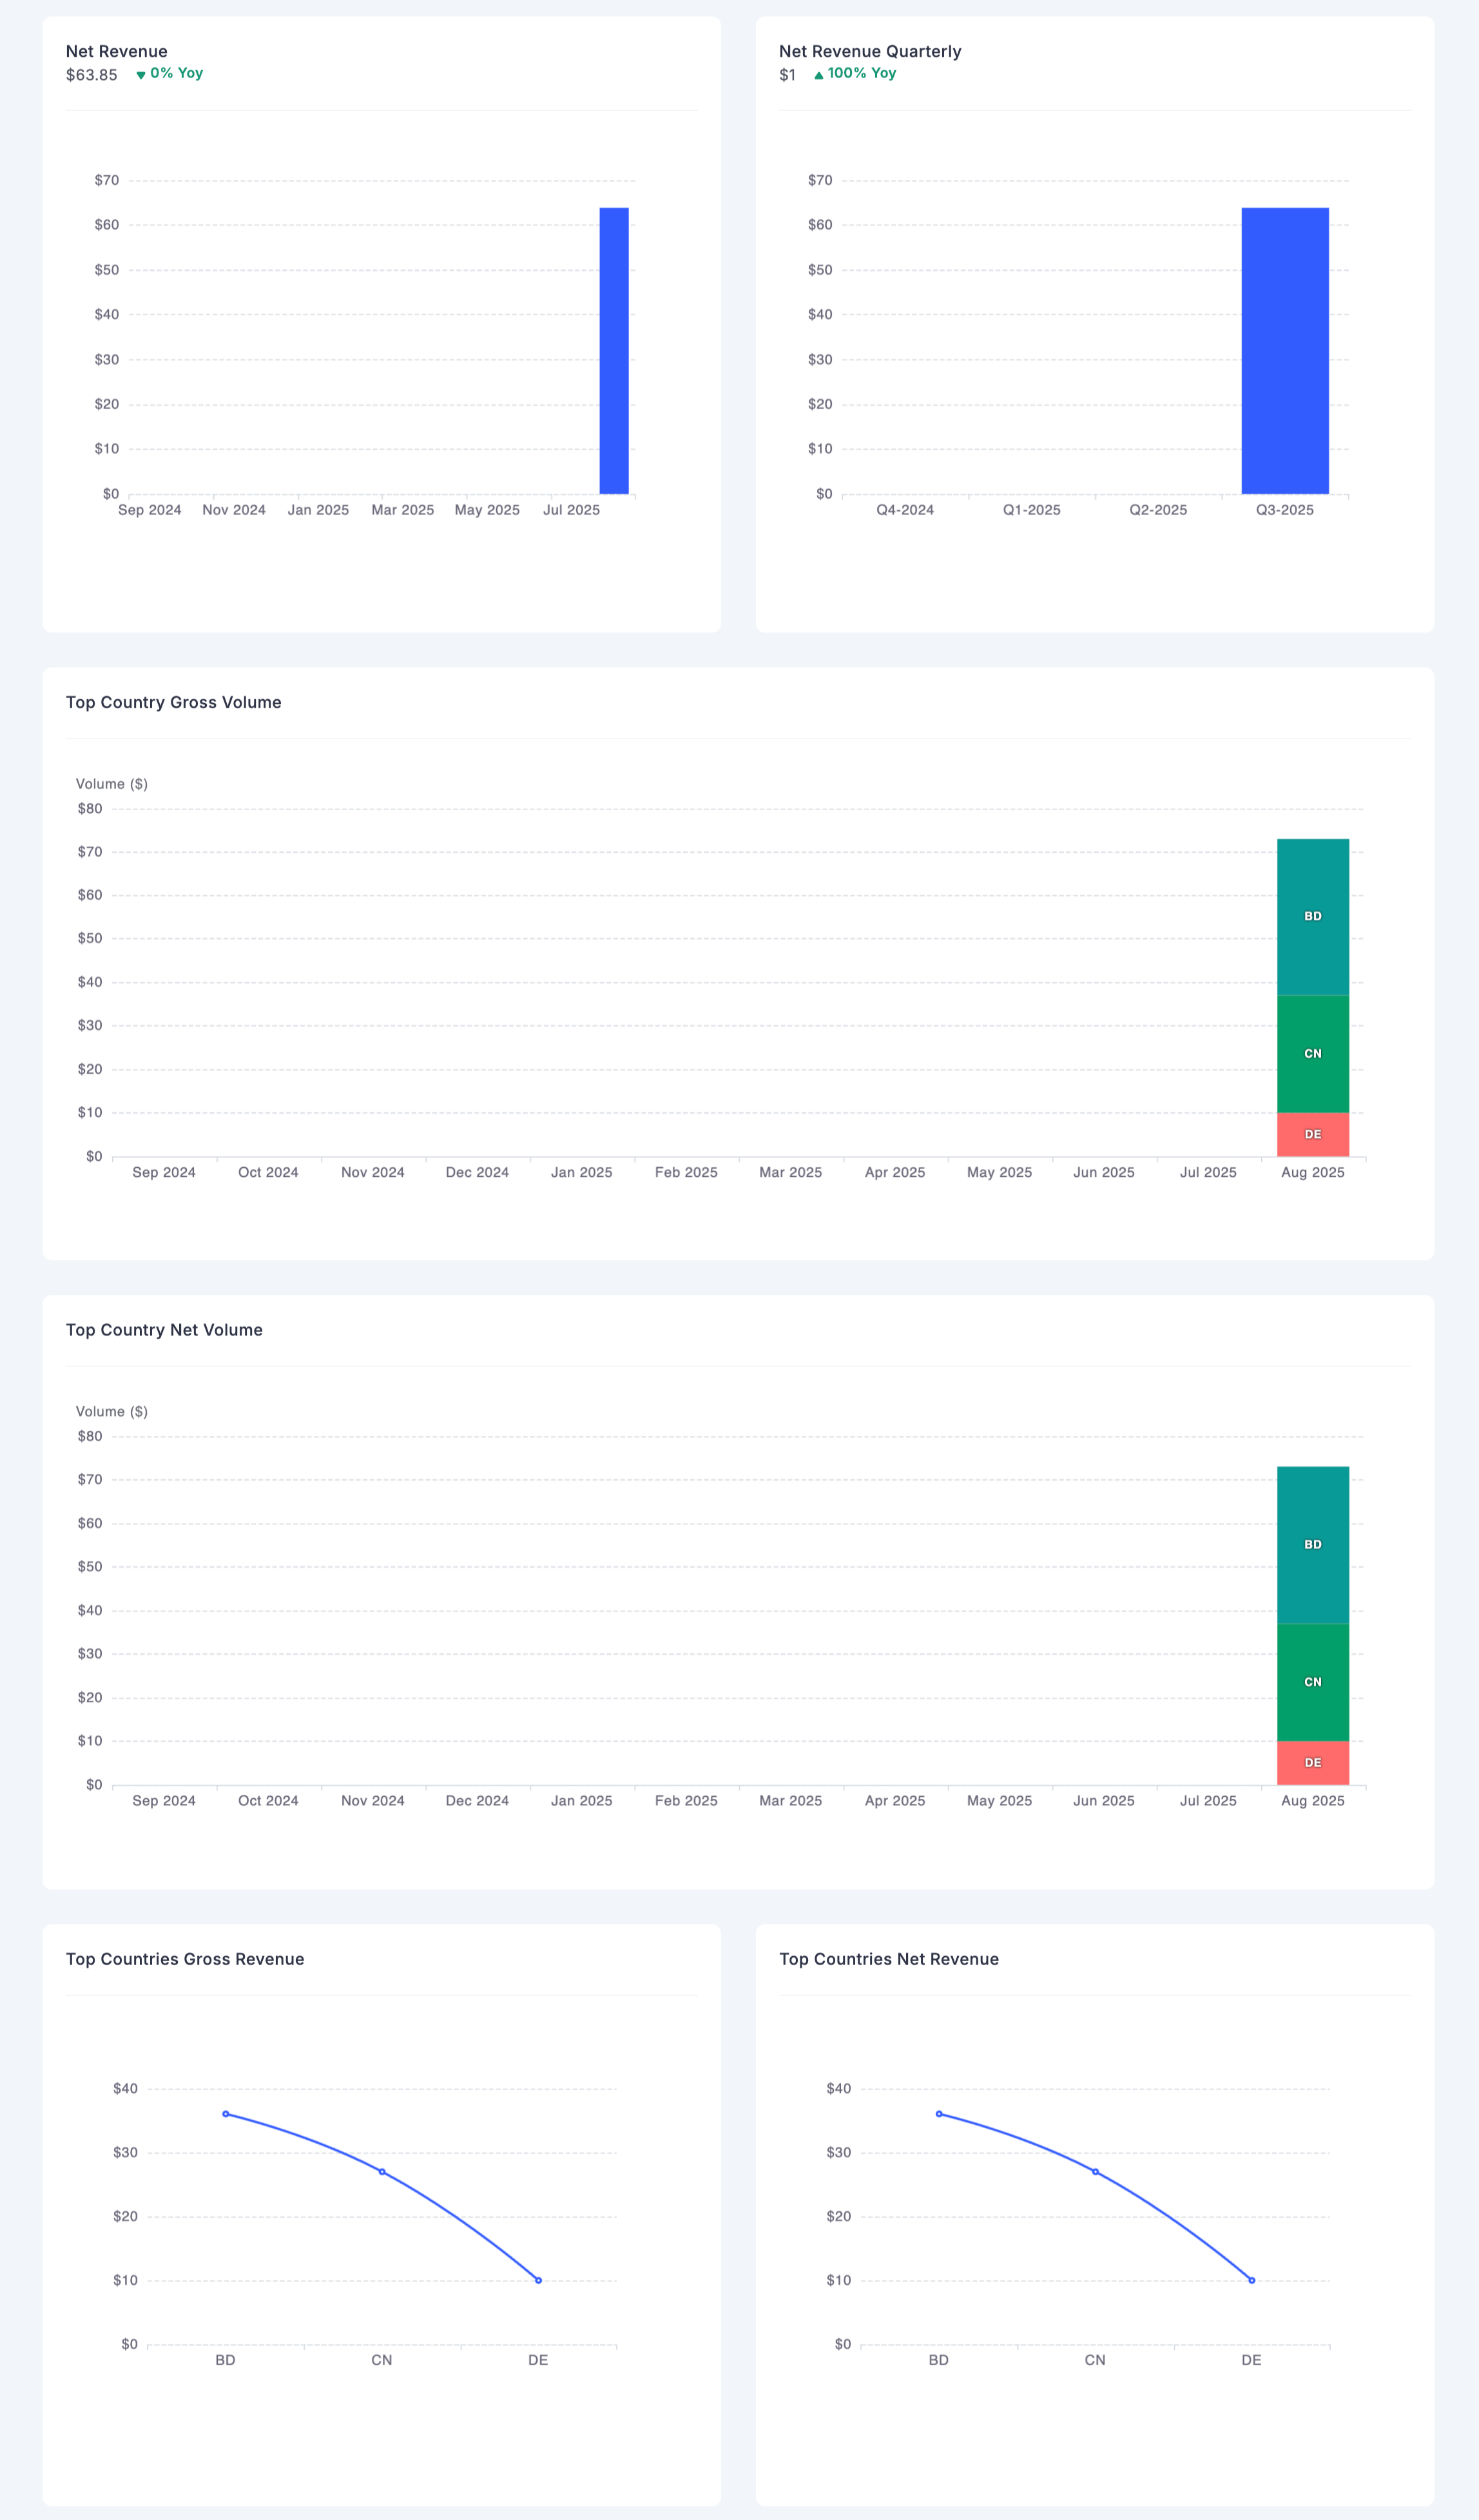 Net Revenue
$63.85 ▼ 0% Yoy
$70
$60
$50
$40
$30
$20
$10
$0
Sep 2024 Nov 2024 Jan 2025 Mar 2025 May 2025 Jul 2025
Net Revenue Quarterly
$1 ▲ 100% Yoy
$70
$60
$50
$40
$30
$20
$10
$0
Q4-2024 Q1-2025 Q2-2025 Q3-2025
Top Country Gross Volume
Volume ($)
$80
$70
$60
$50
$40
$30
$20
$10
$0
BD
CN
DE
Sep 2024 Oct 2024 Nov 2024 Dec 2024 Jan 2025 Feb 2025 Mar 2025 Apr 2025 May 2025 Jun 2025 Jul 2025 Aug 2025
Top Country Net Volume
Volume ($)
$80
$70
$60
$50
$40
$30
$20
$10
$0
BD
CN
DE
Sep 2024 Oct 2024 Nov 2024 Dec 2024 Jan 2025 Feb 2025 Mar 2025 Apr 2025 May 2025 Jun 2025 Jul 2025 Aug 2025
Top Countries Gross Revenue
$40
$30
$20
$10
$0
BD CN DE
Top Countries Net Revenue
$40
$30
$20
$10
$0
BD CN DE